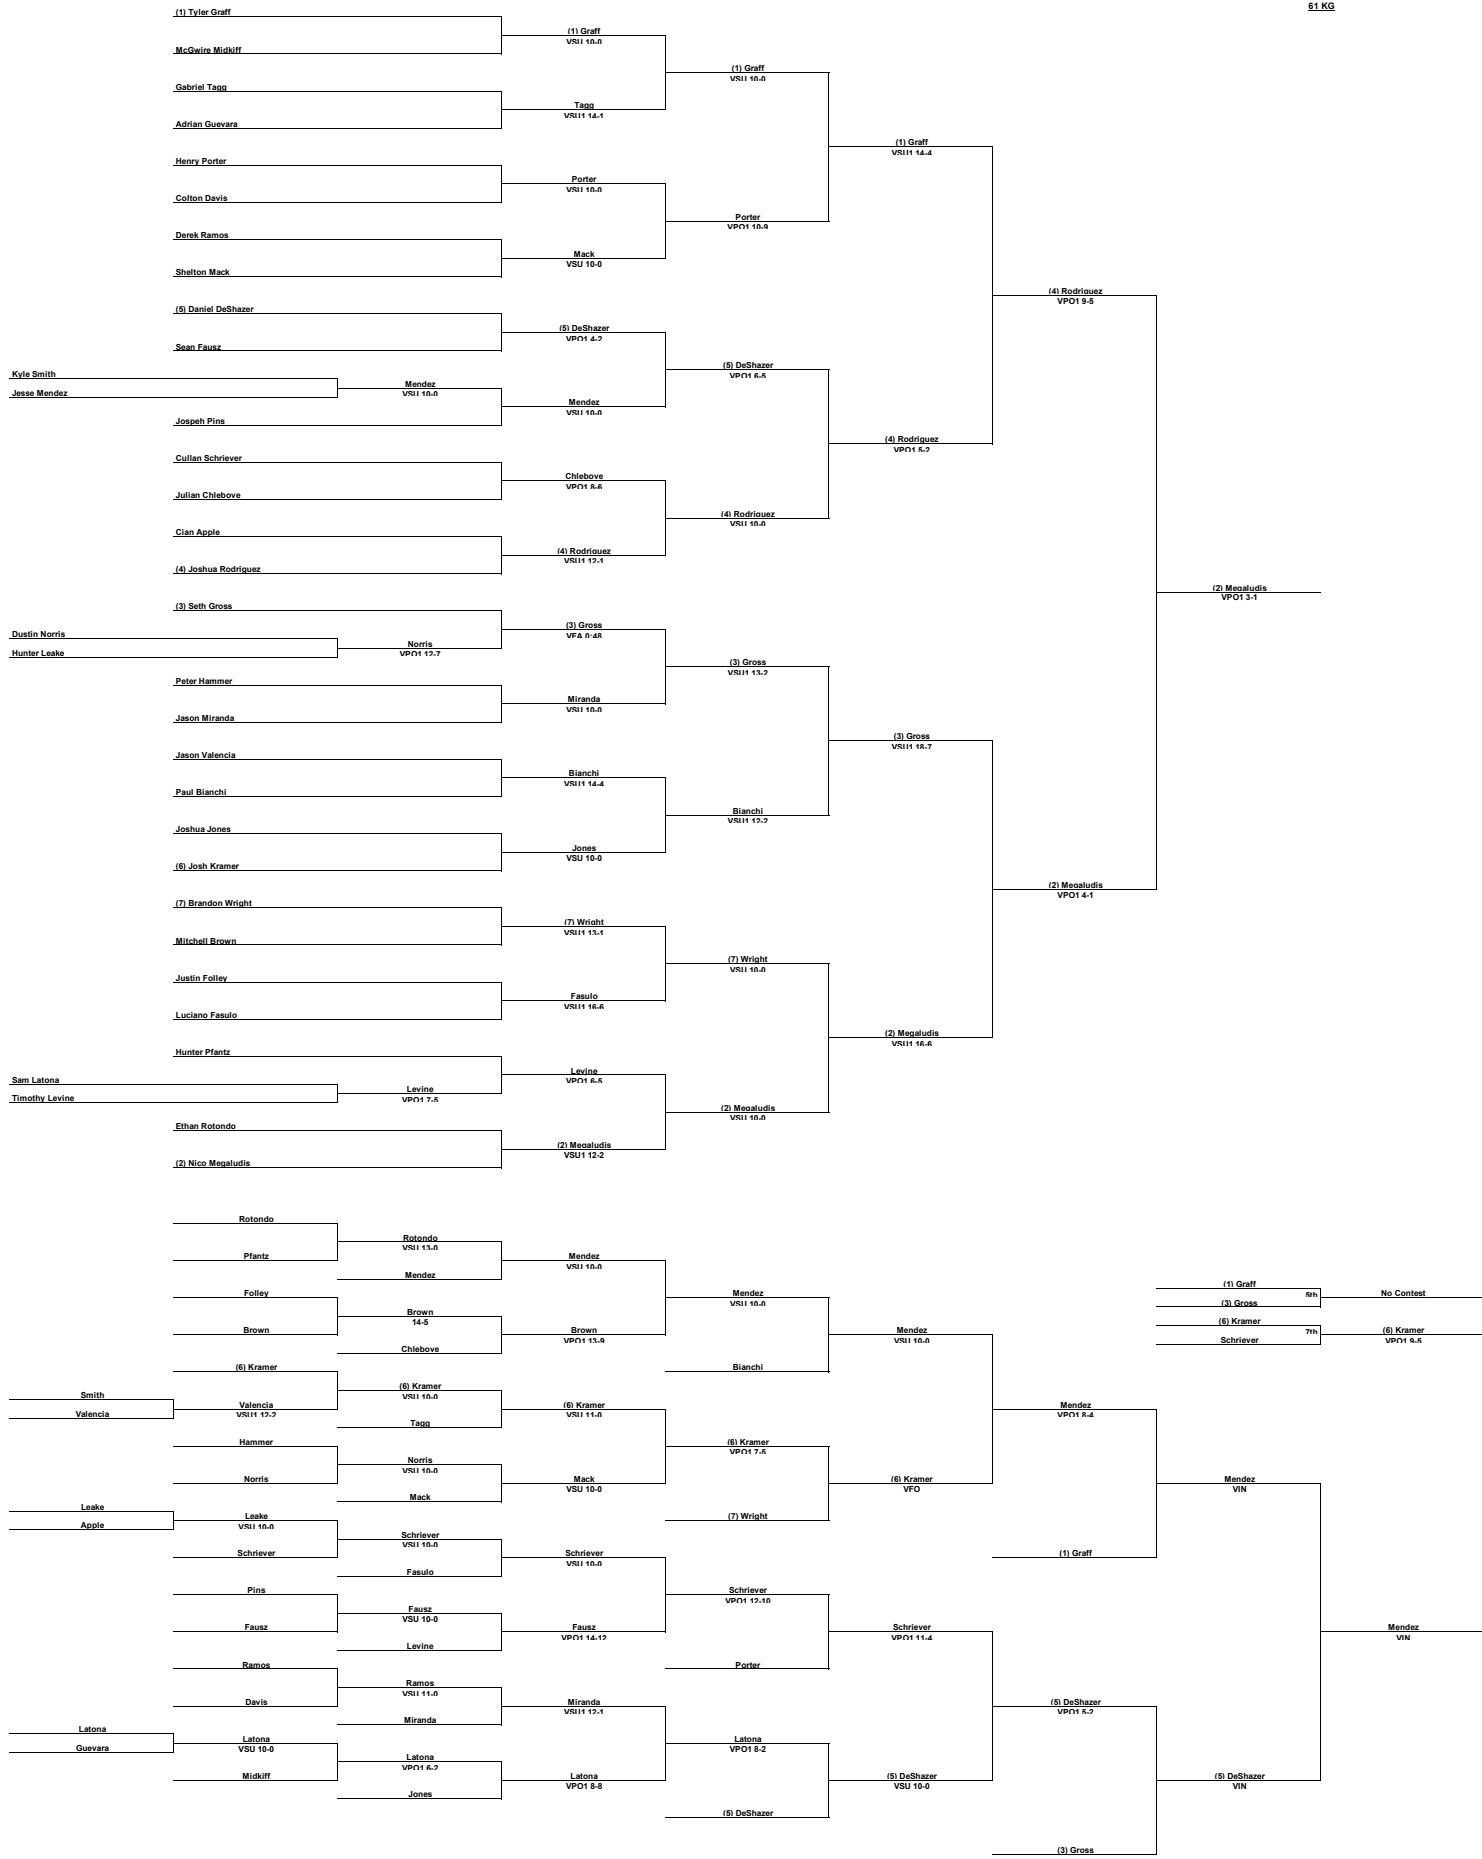 61 KG
(1) Tyler Graff
(1) Graff
VSU 10-0
McGwire Midkiff
(1) Graff
VSU 10-0
Gabriel Tagg
Tagg
VSU1 14-1
Adrian Guevara
(1) Graff
VSU1 14-4
Henry Porter
Porter
VSU 10-0
Colton Davis
Porter
VPO1 10-9
Derek Ramos
Mack
VSU 10-0
Shelton Mack
(4) Rodriguez
VPO1 9-5
(5) Daniel DeShazer
(5) DeShazer
VPO1 4-2
Sean Fausz
(5) DeShazer
VPO1 6-5
Kyle Smith
Mendez
VSU 10-0
Jesse Mendez
Mendez
VSU 10-0
Jospeh Pins
(4) Rodriguez
VPO1 5-2
Cullan Schriever
Chlebove
VPO1 8-6
Julian Chlebove
(4) Rodriguez
VSU 10-0
Cian Apple
(4) Rodriguez
VSU1 12-1
(4) Joshua Rodriguez
(2) Megaludis
VPO1 3-1
(3) Seth Gross
(3) Gross
VFA 0:48
Dustin Norris
Norris
VPO1 12-7
Hunter Leake
(3) Gross
VSU1 13-2
Peter Hammer
Miranda
VSU 10-0
Jason Miranda
(3) Gross
VSU1 18-7
Jason Valencia
Bianchi
VSU1 14-4
Paul Bianchi
Bianchi
VSU1 12-2
Joshua Jones
Jones
VSU 10-0
(6) Josh Kramer
(2) Megaludis
VPO1 4-1
(7) Brandon Wright
(7) Wright
VSU1 13-1
Mitchell Brown
(7) Wright
VSU 10-0
Justin Folley
Fasulo
VSU1 16-6
Luciano Fasulo
(2) Megaludis
VSU1 16-6
Hunter Pfantz
Levine
VPO1 6-5
Sam Latona
Levine
VPO1 7-5
Timothy Levine
(2) Megaludis
VSU 10-0
Ethan Rotondo
(2) Megaludis
VSU1 12-2
(2) Nico Megaludis
Rotondo
Rotondo
VSU 13-0
Pfantz
Mendez
VSU 10-0
Mendez
(1) Graff
5th
No Contest
(3) Gross
Folley
Mendez
VSU 10-0
Brown
14-5
Brown
Brown
VPO1 13-9
Mendez
VSU 10-0
(6) Kramer
7th
(6) Kramer
VPO1 9-5
Schriever
Chlebove
(6) Kramer
Bianchi
Smith
(6) Kramer
VSU 10-0
Valencia
VSU1 12-2
(6) Kramer
VSU 11-0
Mendez
VPO1 8-4
Valencia
Tagg
Hammer
(6) Kramer
VPO1 7-5
Norris
VSU 10-0
Norris
Mack
VSU 10-0
(6) Kramer
VFO
Mendez
VIN
Mack
Leake
Leake
VSU 10-0
(7) Wright
Apple
Schriever
VSU 10-0
Schriever
Schriever
VSU 10-0
(1) Graff
Fasulo
Pins
Schriever
VPO1 12-10
Fausz
VSU 10-0
Fausz
Fausz
VPO1 14-12
Schriever
VPO1 11-4
Mendez
VIN
Levine
Ramos
Porter
Ramos
VSU 11-0
Davis
Miranda
VSU1 12-1
(5) DeShazer
VPO1 5-2
Miranda
Latona
Latona
VSU 10-0
Latona
VPO1 8-2
Guevara
Latona
VPO1 6-2
Midkiff
Latona
VPO1 8-8
(5) DeShazer
VSU 10-0
(5) DeShazer
VIN
Jones
(5) DeShazer
(3) Gross